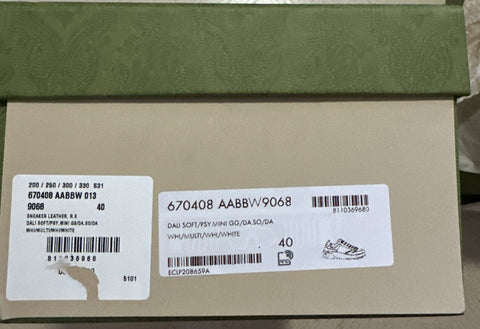 200 / 250 / 300 / 330 S31
670408 AABBW 013
9068 40
SNEAKER LEATHER, R.S
DALI SOFT/PSY.MINI GG/DA.SO/DA
WHI/MULTI/WHI/WHITE
8110369680
B101
670408 AABBW9068
8110369680
DALI SOFT/PSY.MINI GG/DA.SO/DA
WHI/MULTI/WHI/WHITE
40
RFID
ECLP208659A